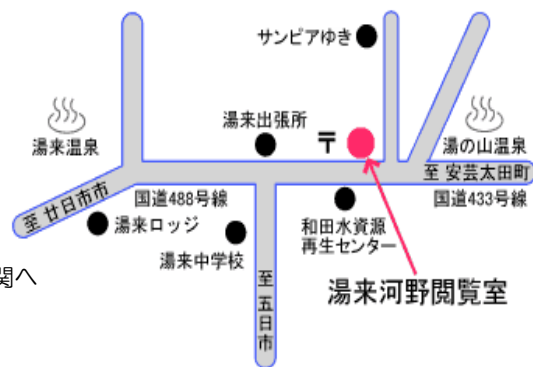 サンピアゆき
湯来出張所
〒
湯来温泉
湯の山温泉
至 安芸太田町
国道488号線
国道433号線
至 廿日市市
湯来ロッジ
和田水資源
再生センター
湯来中学校
関へ
至 五日市
湯来河野閲覧室